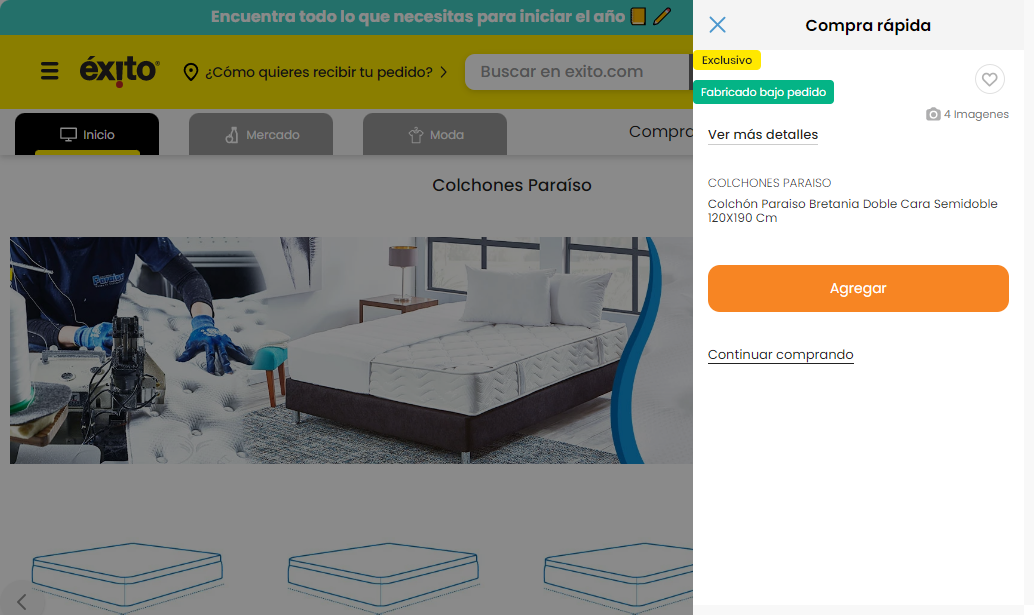 Encuentra todo lo que necesitas para iniciar el año
éxito
¿Cómo quieres recibir tu pedido?
Buscar en exito.com
Inicio
Mercado
Moda
Compra
Colchones Paraíso
Paraiso
Compra rápida
Exclusivo
Fabricado bajo pedido
4 Imagenes
Ver más detalles
COLCHONES PARAISO
Colchón Paraiso Bretania Doble Cara Semidoble
120X190 Cm
Agregar
Continuar comprando